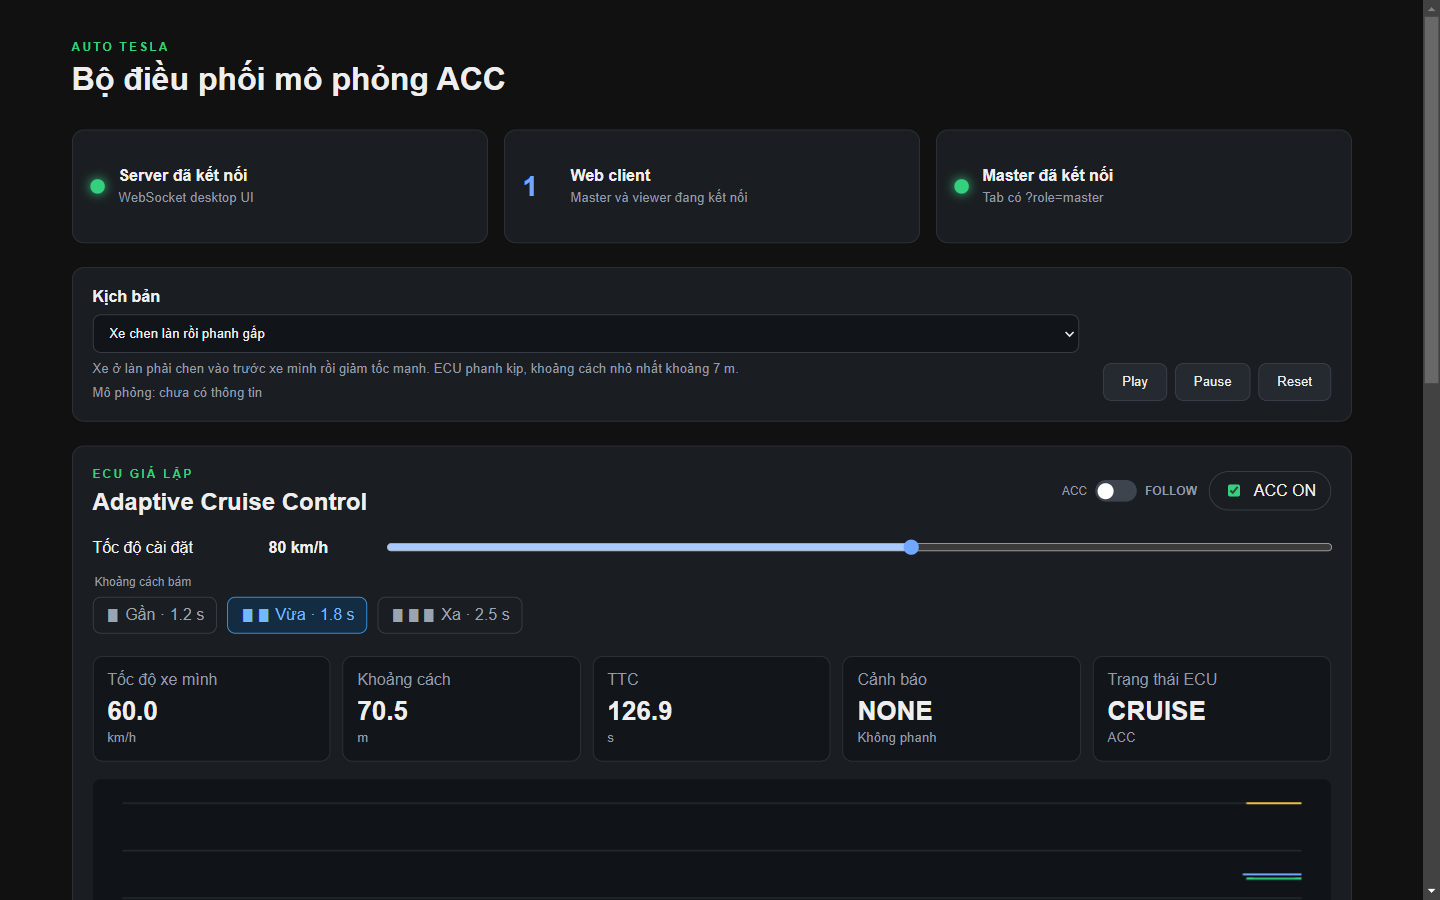 AUTO TESLA
Bộ điều phối mô phỏng ACC
Server đã kết nối
WebSocket desktop UI
1
Web client
Master và viewer đang kết nối
Master đã kết nối
Tab có ?role=master
Kịch bản
Xe chen làn rồi phanh gấp
Xe ở làn phải chen vào trước xe mình rồi giảm tốc mạnh. ECU phanh kịp, khoảng cách nhỏ nhất khoảng 7 m.
Mô phỏng: chưa có thông tin
Play
Pause
Reset
ECU GIẢ LẬP
Adaptive Cruise Control
ACC
FOLLOW
ACC ON
Tốc độ cài đặt
80 km/h
Khoảng cách bám
Gần · 1.2 s
Vừa · 1.8 s
Xa · 2.5 s
Tốc độ xe mình
60.0
km/h
Khoảng cách
70.5
m
TTC
126.9
s
Cảnh báo
NONE
Không phanh
Trạng thái ECU
CRUISE
ACC